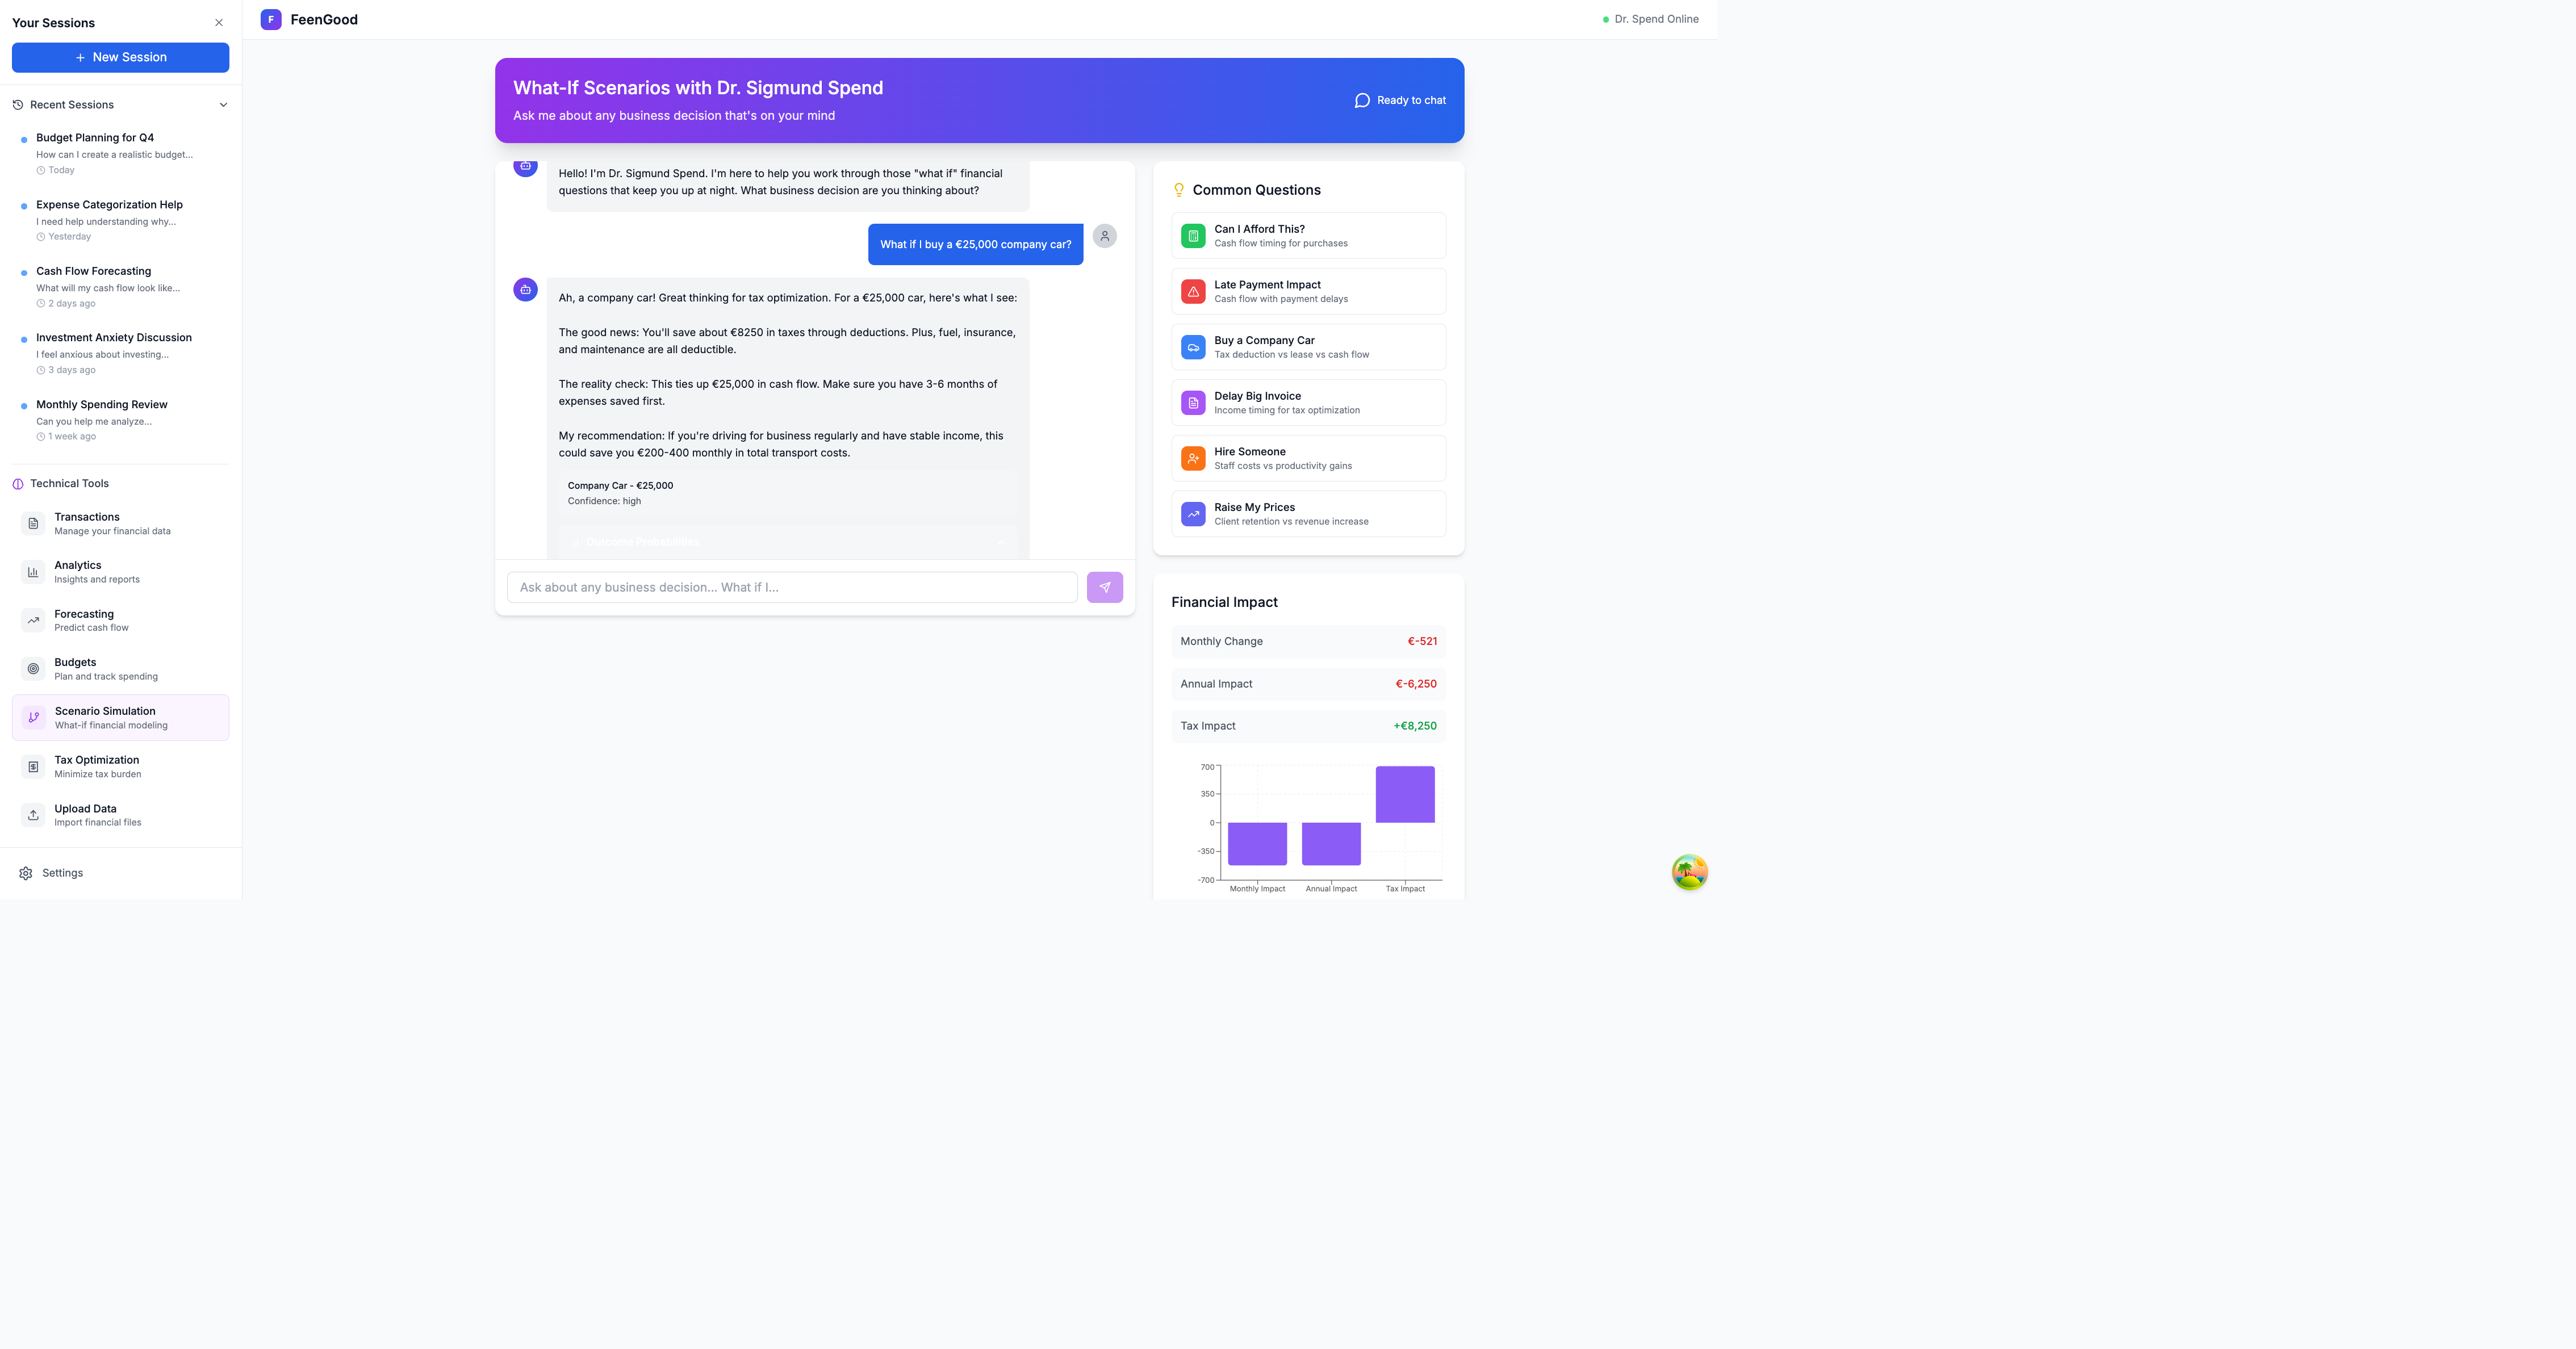 Your Sessions
New Session
Recent Sessions
Budget Planning for Q4
How can I create a realistic budget...
Today
Expense Categorization Help
I need help understanding why...
Yesterday
Cash Flow Forecasting
What will my cash flow look like...
2 days ago
Investment Anxiety Discussion
I feel anxious about investing...
3 days ago
Monthly Spending Review
Can you help me analyze...
1 week ago
Technical Tools
Transactions
Manage your financial data
Analytics
Insights and reports
Forecasting
Predict cash flow
Budgets
Plan and track spending
Scenario Simulation
What-if financial modeling
Tax Optimization
Minimize tax burden
Upload Data
Import financial files
Settings
F
FeenGood
Dr. Spend Online
What-If Scenarios with Dr. Sigmund Spend
Ask me about any business decision that's on your mind
Ready to chat
Hello! I'm Dr. Sigmund Spend. I'm here to help you work through those "what if" financial
questions that keep you up at night. What business decision are you thinking about?
What if I buy a €25,000 company car?
Ah, a company car! Great thinking for tax optimization. For a €25,000 car, here's what I see:
The good news: You'll save about €8250 in taxes through deductions. Plus, fuel, insurance,
and maintenance are all deductible.
The reality check: This ties up €25,000 in cash flow. Make sure you have 3-6 months of
expenses saved first.
My recommendation: If you're driving for business regularly and have stable income, this
could save you €200-400 monthly in total transport costs.
Company Car - €25,000
Confidence: high
Outcome Probabilities
Ask about any business decision... What if I...
Common Questions
Can I Afford This?
Cash flow timing for purchases
Late Payment Impact
Cash flow with payment delays
Buy a Company Car
Tax deduction vs lease vs cash flow
Delay Big Invoice
Income timing for tax optimization
Hire Someone
Staff costs vs productivity gains
Raise My Prices
Client retention vs revenue increase
Financial Impact
Monthly Change
€-521
Annual Impact
€-6,250
Tax Impact
+€8,250
700
350
0
-350
-700
Monthly Impact
Annual Impact
Tax Impact